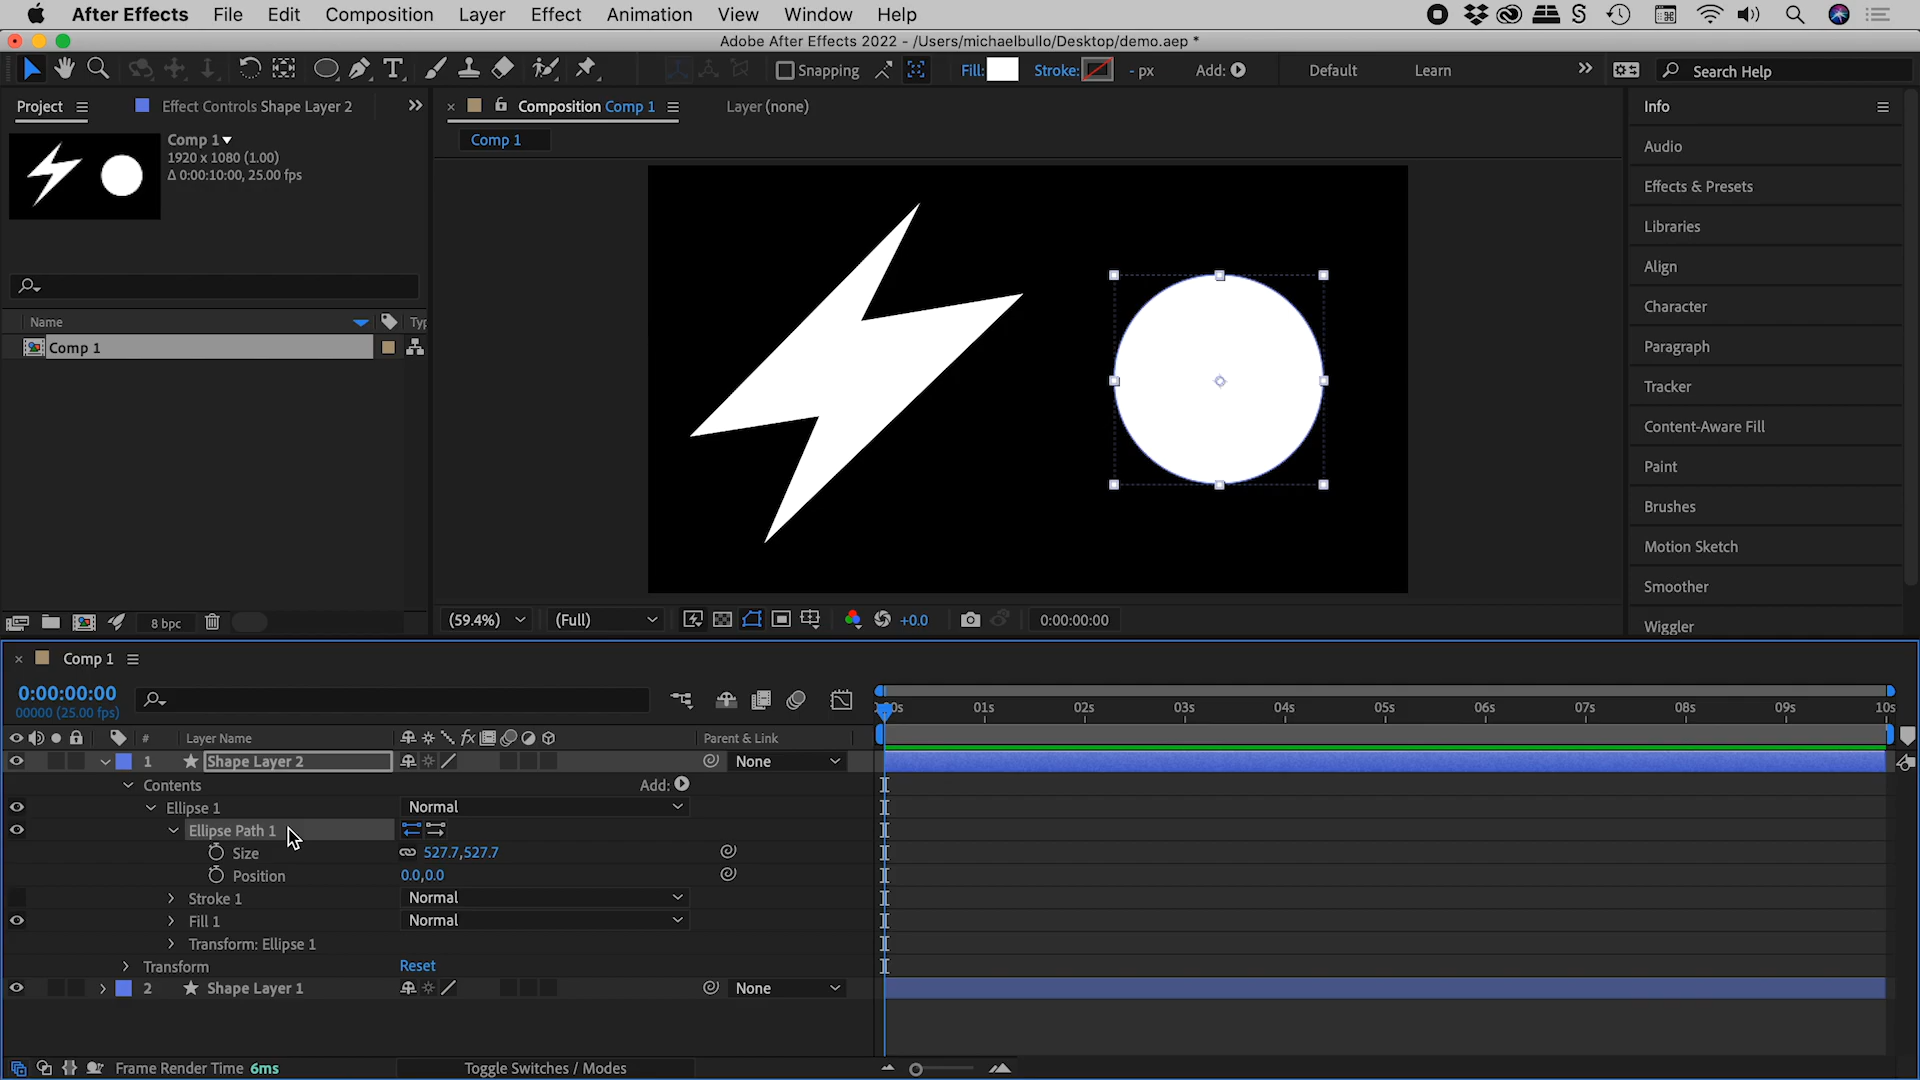 After Effects File Edit Composition Layer Effect Animation View Window Help
Adobe After Effects 2022 - /Users/michaelbullo/Desktop/demo.aep *
Snapping Fill: Stroke: - px Add: Default Learn Search Help
Project Effect Controls Shape Layer 2
Comp 1
1920 x 1080 (1.00)
Δ 0:00:10:00, 25.00 fps
Name Typ
Comp 1
8 bpc
Composition Comp 1 Layer (none)
Comp 1
(59.4%) (Full) +0.0 0:00:00:00
Info
Audio
Effects & Presets
Libraries
Align
Character
Paragraph
Tracker
Content-Aware Fill
Paint
Brushes
Motion Sketch
Smoother
Wiggler
Comp 1
0:00:00:00
00000 (25.00 fps)
:00s 01s 02s 03s 04s 05s 06s 07s 08s 09s 10s
# Layer Name fx Parent & Link
1 Shape Layer 2 None
Contents Add:
Ellipse 1 Normal
Ellipse Path 1
Size 527.7,527.7
Position 0.0,0.0
Stroke 1 Normal
Fill 1 Normal
Transform: Ellipse 1
Transform Reset
2 Shape Layer 1 None
Frame Render Time 6ms Toggle Switches / Modes